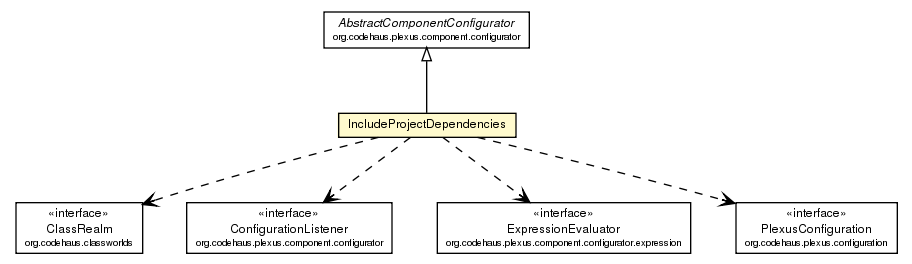 AbstractComponentConfigurator
org.codehaus.plexus.component.configurator
IncludeProjectDependencies
«interface»
ClassRealm
org.codehaus.classworlds
«interface»
ConfigurationListener
org.codehaus.plexus.component.configurator
«interface»
ExpressionEvaluator
org.codehaus.plexus.component.configurator.expression
«interface»
PlexusConfiguration
org.codehaus.plexus.configuration